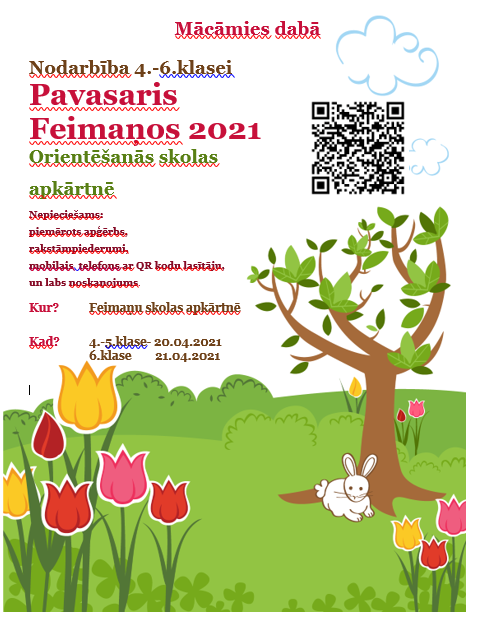 Mācāmies dabā
Nodarbība 4.-6.klasei
Pavasaris
Feimaņos 2021
Orientēšanās skolas
apkārtnē
Nepieciešams:
piemērots apģērbs,
rakstāmpiederumi,
mobilais telefons ar QR kodu lasītāju,
un labs noskaņojums
Kur? Feimaņu skolas apkārtnē
Kad? 4.-5.klase- 20.04.2021
6.klase 21.04.2021